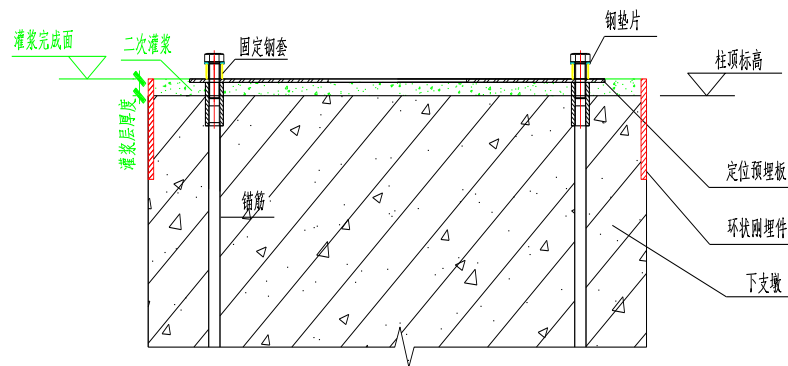 灌浆完成面
二次灌浆
固定钢套
钢垫片
柱顶标高
灌浆层厚度
定位预埋板
锚筋
环状刚埋件
下支墩